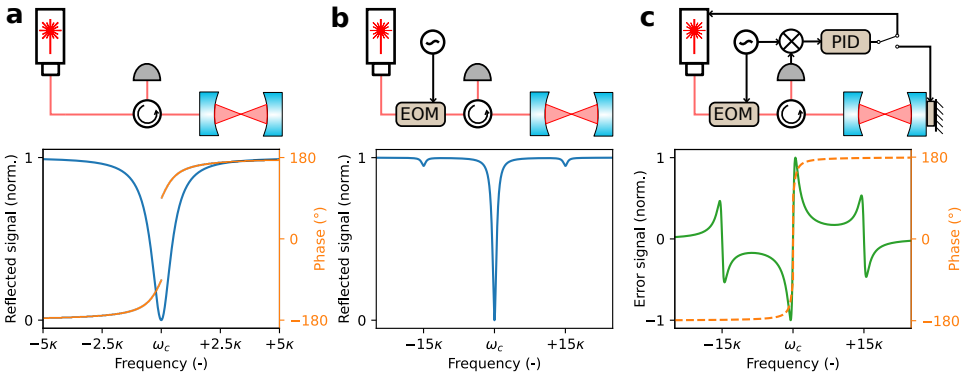 a
Reflected signal (norm.)
1
0
180
0
−180
Phase (°)
−5κ
−2.5κ
ω_c
+2.5κ
+5κ
Frequency (-)
b
EOM
Reflected signal (norm.)
1
0
−15κ
ω_c
+15κ
Frequency (-)
c
PID
EOM
Error signal (norm.)
1
0
−1
180
0
−180
Phase (°)
−15κ
ω_c
+15κ
Frequency (-)